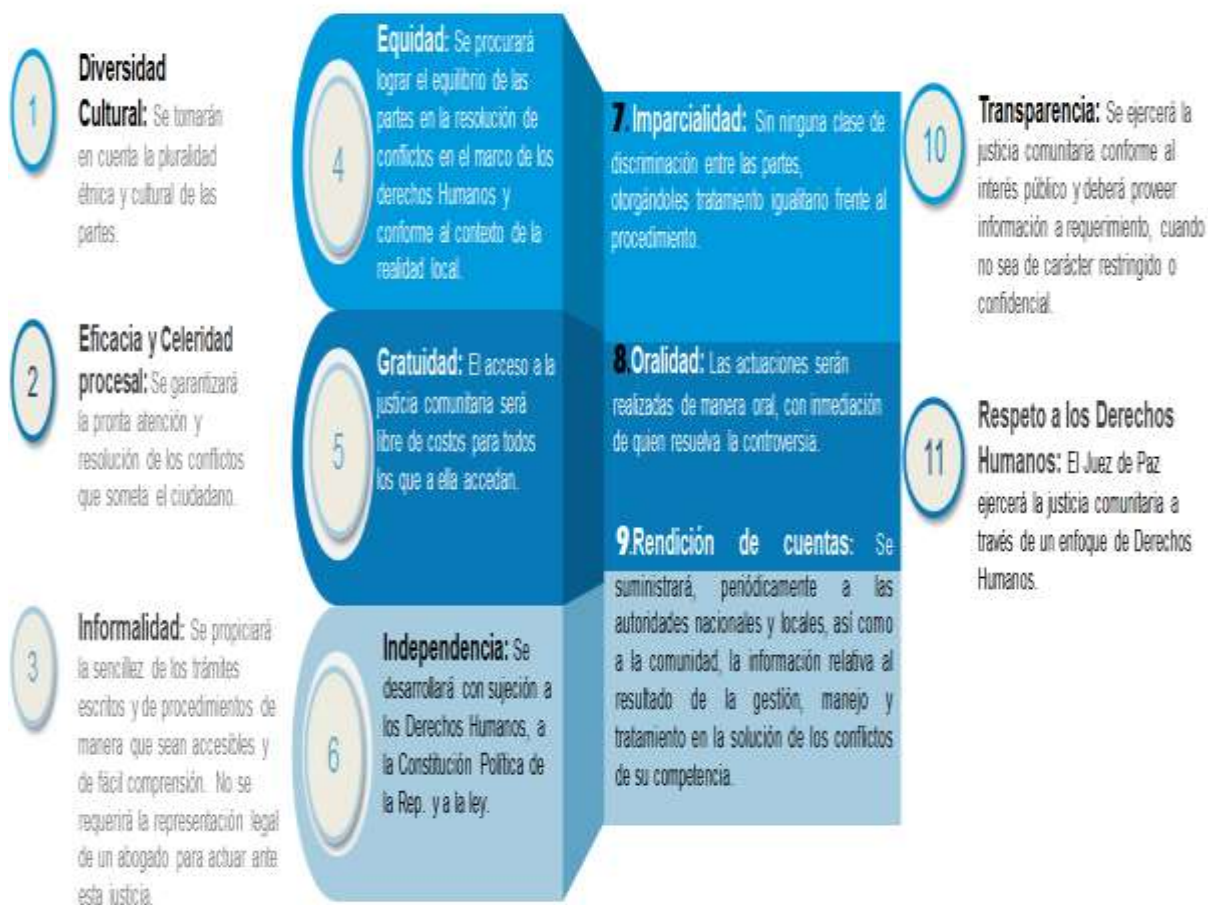 1
Diversidad
Cultural: Se tomarán
en cuenta la pluralidad
étnica y cultural de las
partes.
2
Eficacia y Celeridad
procesal: Se garantizará
la pronta atención y
resolución de los conflictos
que someta el ciudadano.
3
Informalidad: Se propiciará
la sencillez de los trámites
escritos y de procedimientos de
manera que sean accesibles y
de fácil comprensión. No se
requerirá la representación legal
de un abogado para actuar ante
esta justicia.
4
Equidad: Se procurará
lograr el equilibrio de las
partes en la resolución de
conflictos en el marco de los
derechos Humanos y
conforme al contexto de la
realidad local.
5
Gratuidad: El acceso a la
justicia comunitaria será
libre de costos para todos
los que a ella accedan.
6
Independencia: Se
desarrollará con sujeción a
los Derechos Humanos, a
la Constitución Política de
la Rep. y a la ley.
7. Imparcialidad: Sin ninguna clase de
discriminación entre las partes,
otorgándoles tratamiento igualitario frente al
procedimiento.
8.Oralidad: Las actuaciones serán
realizadas de manera oral, con inmediación
de quien resuelva la controversia.
9.Rendición de cuentas: Se
suministrará, periódicamente a las
autoridades nacionales y locales, así como
a la comunidad, la información relativa al
resultado de la gestión, manejo y
tratamiento en la solución de los conflictos
de su competencia.
10
Transparencia: Se ejercerá la
justicia comunitaria conforme al
interés público y deberá proveer
información a requerimiento, cuando
no sea de carácter restringido o
confidencial.
11
Respeto a los Derechos
Humanos: El Juez de Paz
ejercerá la justicia comunitaria a
través de un enfoque de Derechos
Humanos.